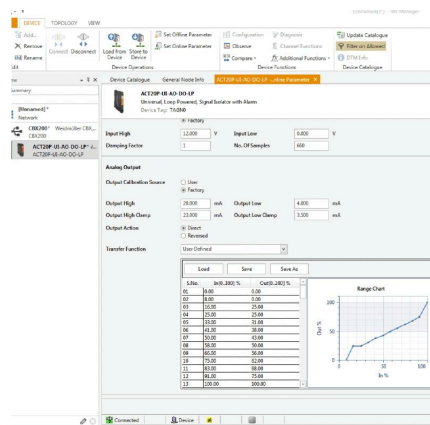 DEVICE TOPOLOGY VIEW
Add...
Remove
Rename
Connect Disconnect
Load from Device
Store to Device
Set Offline Parameter
Set Online Parameter
Configuration
Observe
Compare
Diagnosis
Channel Functions
Additional Functions
Update Catalogue
Filter on Allowed
DTM Info
Device Operations
Device Functions
Device Catalogue
Device Catalogue General Node Info
[Unnamed]*
Network
CBX200*
CBX200
ACT20P-UI-AO-DO-LP*
ACT20P-UI-AO-DO-LP
ACT20P-UI-AO-DO-LP
Universal, Loop Powered, Signal Isolator with Alarm
Device Tag: TAGNO
Factory
Input High 12.000 V Input Low 0.000 V
Damping Factor 1 No. Of Samples 660
Analog Output
Output Calibration Source User
Factory
Output High 20.000 mA Output Low 4.000 mA
Output High Clamp 23.000 mA Output Low Clamp 3.500 mA
Output Action Direct
Reversed
Transfer Function User Defined
Load Save Save As
S.No. In(0..100) % Out(0..100) %
01 0.00 0.00
02 8.00 0.00
03 16.00 25.00
04 25.00 25.00
05 33.00 31.00
06 41.00 38.00
07 50.00 43.00
08 58.00 50.00
09 66.00 56.00
10 75.00 62.00
11 83.00 68.00
12 91.00 75.00
13 100.00 100.00
Range Chart
Out %
100
50
0
0 50 100
In %
Connected Device